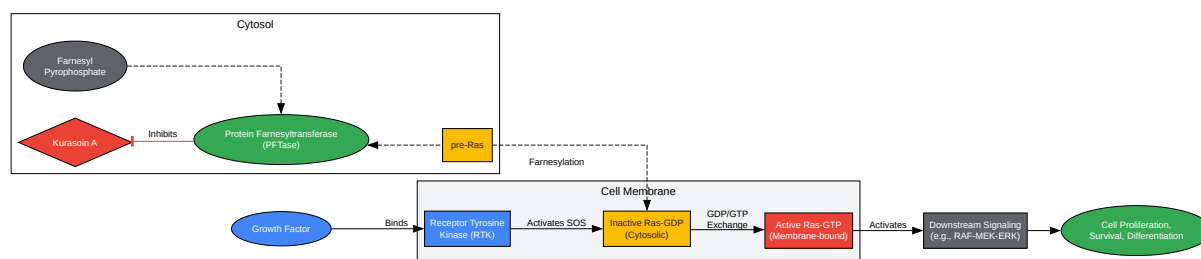 Cytosol
Farnesyl
Pyrophosphate
Kurasoin A
Inhibits
Protein Farnesyltransferase
(PFTase)
pre-Ras
Farnesylation
Cell Membrane
Growth Factor
Binds
Receptor Tyrosine
Kinase (RTK)
Activates SOS
Inactive Ras-GDP
(Cytosolic)
GDP/GTP
Exchange
Active Ras-GTP
(Membrane-bound)
Activates
Downstream Signaling
(e.g., RAF-MEK-ERK)
Cell Proliferation,
Survival, Differentiation